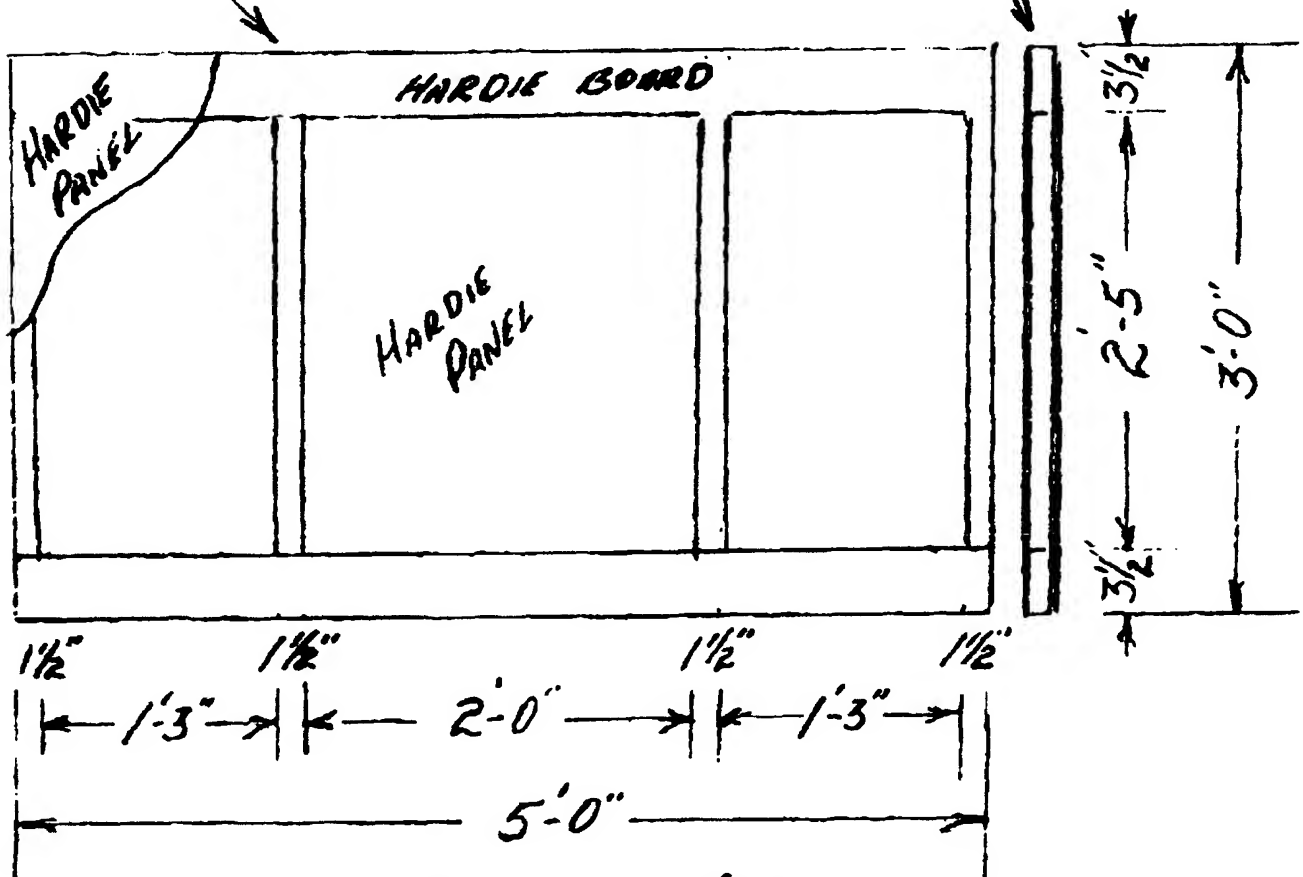 HARDIE BOARD
HARDIE
PANEL
HARDIE
PANEL
3½"
2'-5"
3½"
3'-0"
1½" 1½" 1½" 1½"
1'-3" 2'-0" 1'-3"
5'-0"